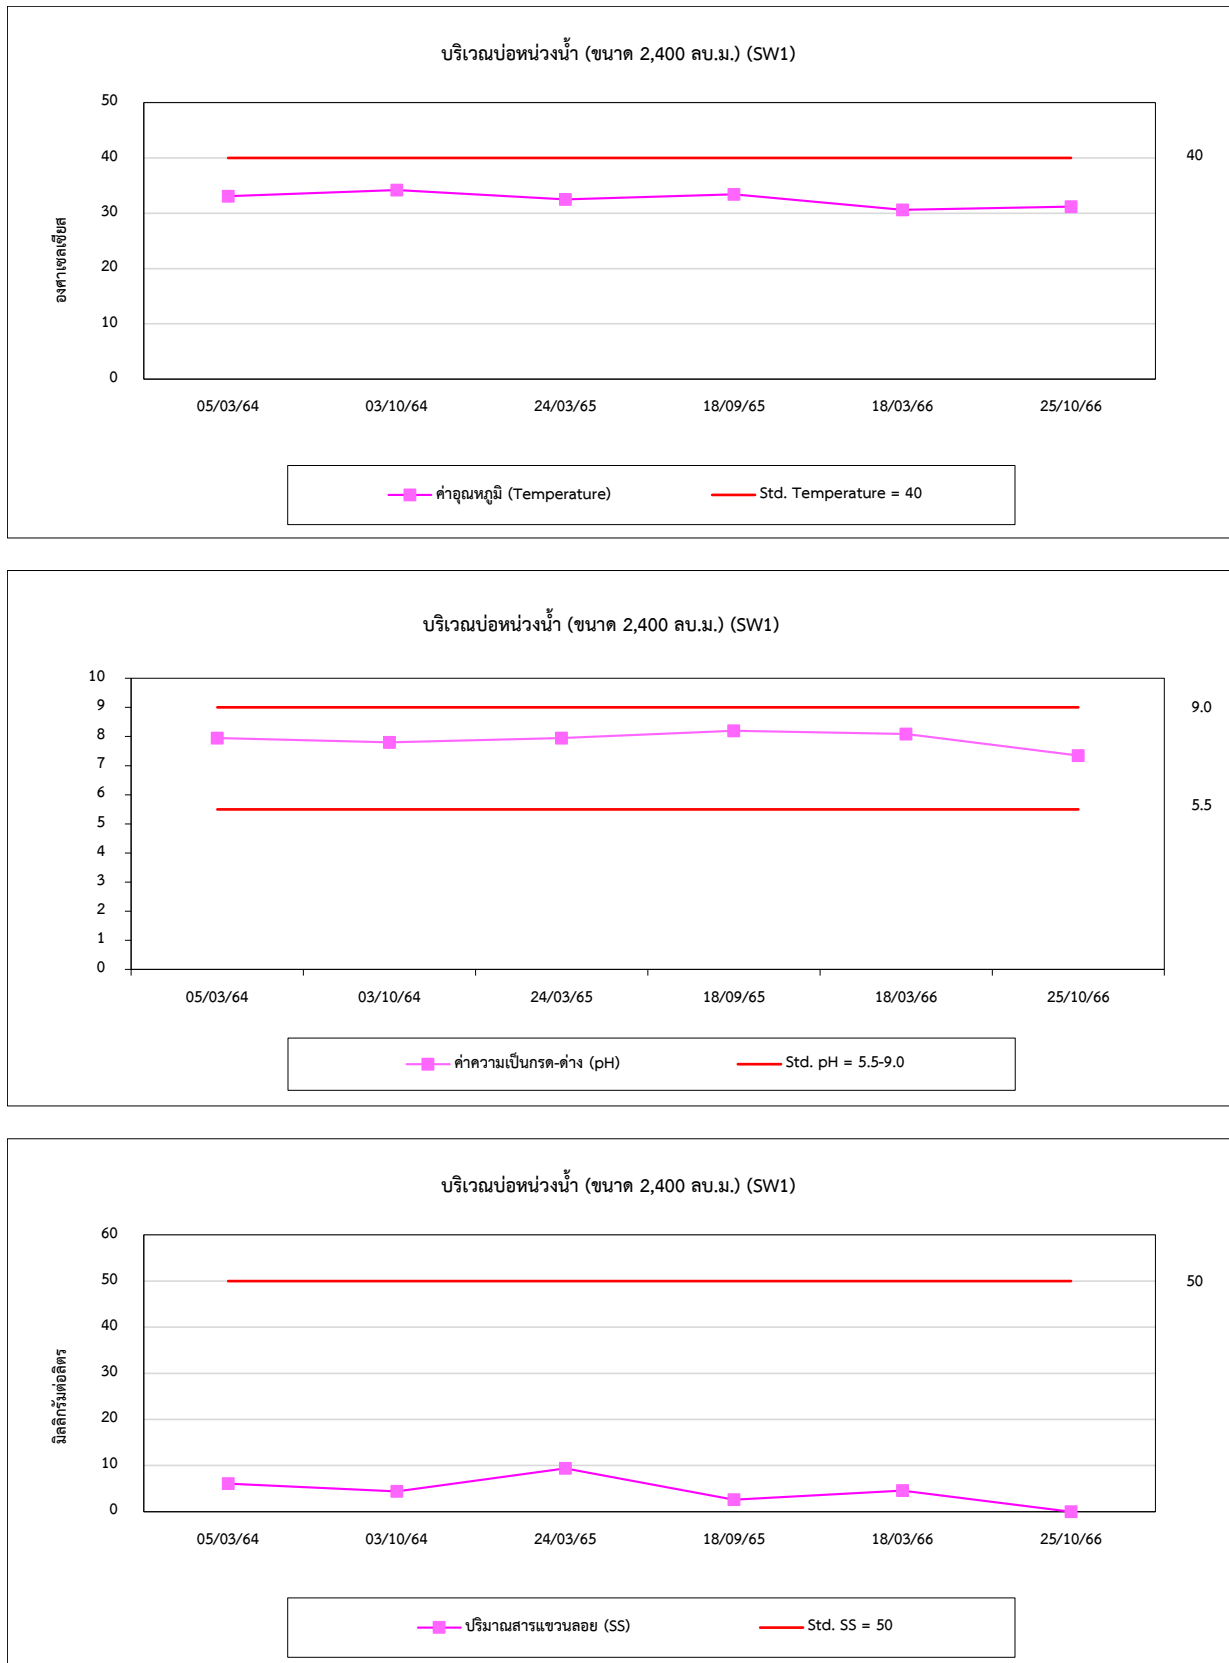 บริเวณบ่อหน่วงน้ำ (ขนาด 2,400 ลบ.ม.) (SW1)
50
40
30
20
10
0
องศาเซลเซียส
40
05/03/64 03/10/64 24/03/65 18/09/65 18/03/66 25/10/66
ค่าอุณหภูมิ (Temperature) Std. Temperature = 40
บริเวณบ่อหน่วงน้ำ (ขนาด 2,400 ลบ.ม.) (SW1)
10
9
8
7
6
5
4
3
2
1
0
9.0
5.5
05/03/64 03/10/64 24/03/65 18/09/65 18/03/66 25/10/66
ค่าความเป็นกรด-ด่าง (pH) Std. pH = 5.5-9.0
บริเวณบ่อหน่วงน้ำ (ขนาด 2,400 ลบ.ม.) (SW1)
60
50
40
30
20
10
0
มิลลิกรัมต่อลิตร
50
05/03/64 03/10/64 24/03/65 18/09/65 18/03/66 25/10/66
ปริมาณสารแขวนลอย (SS) Std. SS = 50